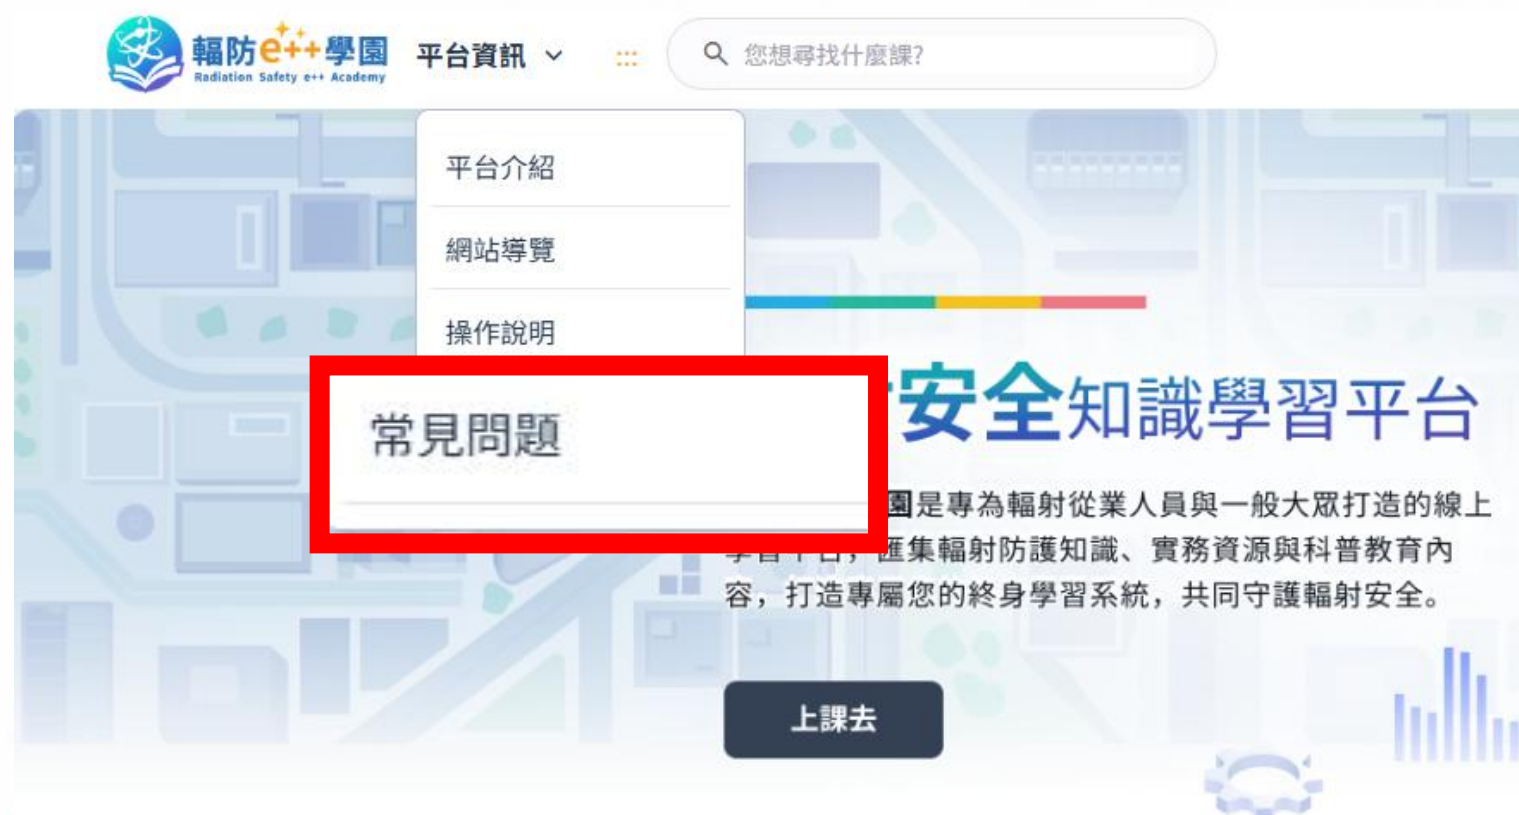 輻防e++學園
Radiation Safety e++ Academy
平台資訊
您想尋找什麼課?
平台介紹
網站導覽
操作說明
常見問題
安全知識學習平台
園是專為輻射從業人員與一般大眾打造的線上
學習平台，匯集輻射防護知識、實務資源與科普教育內
容，打造專屬您的終身學習系統，共同守護輻射安全。
上課去